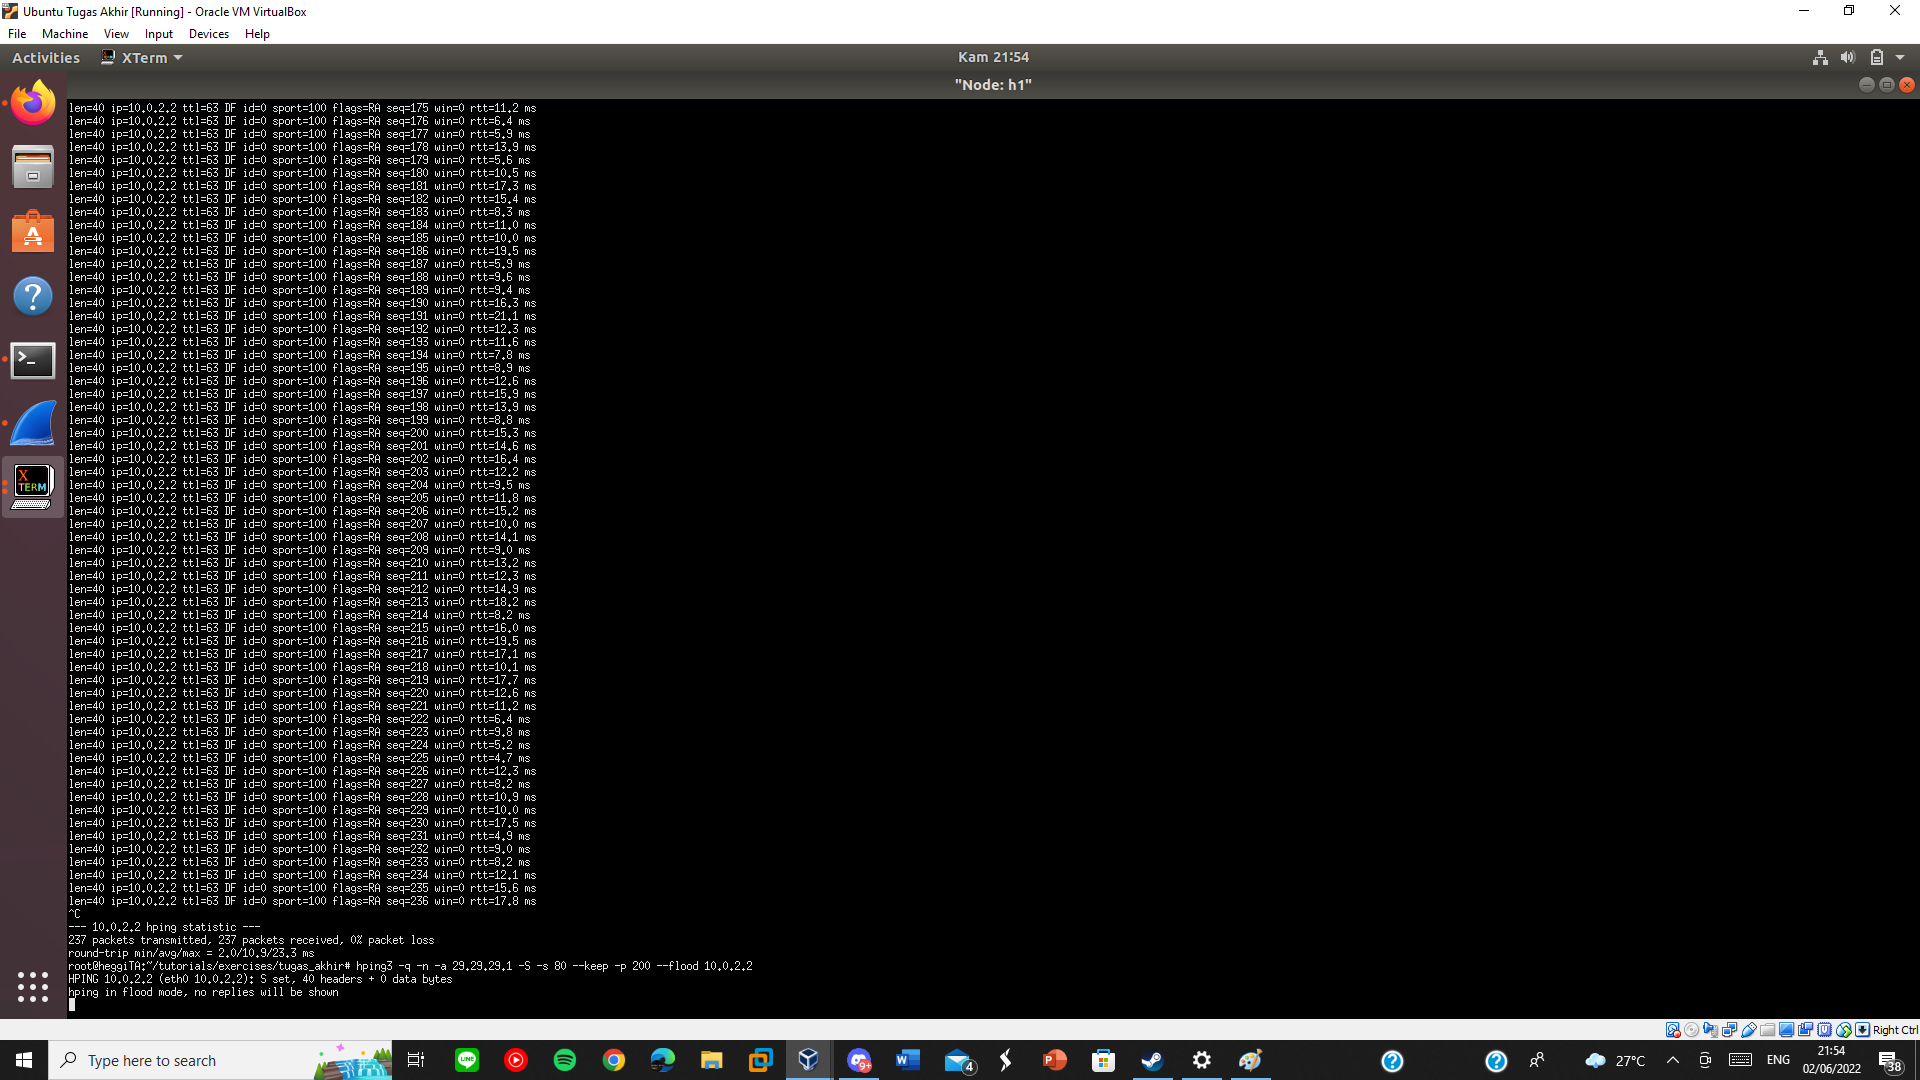 Ubuntu Tugas Akhir [Running] - Oracle VM VirtualBox
File Machine View Input Devices Help
Activities XTerm Kam 21:54
"Node: h1"
len=40 ip=10.0.2.2 ttl=63 DF id=0 sport=100 flags=RA seq=175 win=0 rtt=11.2 ms
len=40 ip=10.0.2.2 ttl=63 DF id=0 sport=100 flags=RA seq=176 win=0 rtt=6.4 ms
len=40 ip=10.0.2.2 ttl=63 DF id=0 sport=100 flags=RA seq=177 win=0 rtt=5.9 ms
len=40 ip=10.0.2.2 ttl=63 DF id=0 sport=100 flags=RA seq=178 win=0 rtt=13.9 ms
len=40 ip=10.0.2.2 ttl=63 DF id=0 sport=100 flags=RA seq=179 win=0 rtt=5.6 ms
len=40 ip=10.0.2.2 ttl=63 DF id=0 sport=100 flags=RA seq=180 win=0 rtt=10.5 ms
len=40 ip=10.0.2.2 ttl=63 DF id=0 sport=100 flags=RA seq=181 win=0 rtt=17.3 ms
len=40 ip=10.0.2.2 ttl=63 DF id=0 sport=100 flags=RA seq=182 win=0 rtt=15.4 ms
len=40 ip=10.0.2.2 ttl=63 DF id=0 sport=100 flags=RA seq=183 win=0 rtt=8.3 ms
len=40 ip=10.0.2.2 ttl=63 DF id=0 sport=100 flags=RA seq=184 win=0 rtt=11.0 ms
len=40 ip=10.0.2.2 ttl=63 DF id=0 sport=100 flags=RA seq=185 win=0 rtt=10.0 ms
len=40 ip=10.0.2.2 ttl=63 DF id=0 sport=100 flags=RA seq=186 win=0 rtt=19.5 ms
len=40 ip=10.0.2.2 ttl=63 DF id=0 sport=100 flags=RA seq=187 win=0 rtt=5.9 ms
len=40 ip=10.0.2.2 ttl=63 DF id=0 sport=100 flags=RA seq=188 win=0 rtt=9.6 ms
len=40 ip=10.0.2.2 ttl=63 DF id=0 sport=100 flags=RA seq=189 win=0 rtt=9.4 ms
len=40 ip=10.0.2.2 ttl=63 DF id=0 sport=100 flags=RA seq=190 win=0 rtt=16.3 ms
len=40 ip=10.0.2.2 ttl=63 DF id=0 sport=100 flags=RA seq=191 win=0 rtt=21.1 ms
len=40 ip=10.0.2.2 ttl=63 DF id=0 sport=100 flags=RA seq=192 win=0 rtt=12.3 ms
len=40 ip=10.0.2.2 ttl=63 DF id=0 sport=100 flags=RA seq=193 win=0 rtt=11.6 ms
len=40 ip=10.0.2.2 ttl=63 DF id=0 sport=100 flags=RA seq=194 win=0 rtt=7.8 ms
len=40 ip=10.0.2.2 ttl=63 DF id=0 sport=100 flags=RA seq=195 win=0 rtt=8.9 ms
len=40 ip=10.0.2.2 ttl=63 DF id=0 sport=100 flags=RA seq=196 win=0 rtt=12.6 ms
len=40 ip=10.0.2.2 ttl=63 DF id=0 sport=100 flags=RA seq=197 win=0 rtt=15.9 ms
len=40 ip=10.0.2.2 ttl=63 DF id=0 sport=100 flags=RA seq=198 win=0 rtt=13.9 ms
len=40 ip=10.0.2.2 ttl=63 DF id=0 sport=100 flags=RA seq=199 win=0 rtt=8.8 ms
len=40 ip=10.0.2.2 ttl=63 DF id=0 sport=100 flags=RA seq=200 win=0 rtt=15.3 ms
len=40 ip=10.0.2.2 ttl=63 DF id=0 sport=100 flags=RA seq=201 win=0 rtt=14.6 ms
len=40 ip=10.0.2.2 ttl=63 DF id=0 sport=100 flags=RA seq=202 win=0 rtt=16.4 ms
len=40 ip=10.0.2.2 ttl=63 DF id=0 sport=100 flags=RA seq=203 win=0 rtt=12.2 ms
len=40 ip=10.0.2.2 ttl=63 DF id=0 sport=100 flags=RA seq=204 win=0 rtt=9.5 ms
len=40 ip=10.0.2.2 ttl=63 DF id=0 sport=100 flags=RA seq=205 win=0 rtt=11.8 ms
len=40 ip=10.0.2.2 ttl=63 DF id=0 sport=100 flags=RA seq=206 win=0 rtt=15.2 ms
len=40 ip=10.0.2.2 ttl=63 DF id=0 sport=100 flags=RA seq=207 win=0 rtt=10.0 ms
len=40 ip=10.0.2.2 ttl=63 DF id=0 sport=100 flags=RA seq=208 win=0 rtt=14.1 ms
len=40 ip=10.0.2.2 ttl=63 DF id=0 sport=100 flags=RA seq=209 win=0 rtt=9.0 ms
len=40 ip=10.0.2.2 ttl=63 DF id=0 sport=100 flags=RA seq=210 win=0 rtt=13.2 ms
len=40 ip=10.0.2.2 ttl=63 DF id=0 sport=100 flags=RA seq=211 win=0 rtt=12.3 ms
len=40 ip=10.0.2.2 ttl=63 DF id=0 sport=100 flags=RA seq=212 win=0 rtt=14.9 ms
len=40 ip=10.0.2.2 ttl=63 DF id=0 sport=100 flags=RA seq=213 win=0 rtt=18.2 ms
len=40 ip=10.0.2.2 ttl=63 DF id=0 sport=100 flags=RA seq=214 win=0 rtt=8.2 ms
len=40 ip=10.0.2.2 ttl=63 DF id=0 sport=100 flags=RA seq=215 win=0 rtt=16.0 ms
len=40 ip=10.0.2.2 ttl=63 DF id=0 sport=100 flags=RA seq=216 win=0 rtt=19.5 ms
len=40 ip=10.0.2.2 ttl=63 DF id=0 sport=100 flags=RA seq=217 win=0 rtt=17.1 ms
len=40 ip=10.0.2.2 ttl=63 DF id=0 sport=100 flags=RA seq=218 win=0 rtt=10.1 ms
len=40 ip=10.0.2.2 ttl=63 DF id=0 sport=100 flags=RA seq=219 win=0 rtt=17.7 ms
len=40 ip=10.0.2.2 ttl=63 DF id=0 sport=100 flags=RA seq=220 win=0 rtt=12.6 ms
len=40 ip=10.0.2.2 ttl=63 DF id=0 sport=100 flags=RA seq=221 win=0 rtt=11.2 ms
len=40 ip=10.0.2.2 ttl=63 DF id=0 sport=100 flags=RA seq=222 win=0 rtt=6.4 ms
len=40 ip=10.0.2.2 ttl=63 DF id=0 sport=100 flags=RA seq=223 win=0 rtt=9.8 ms
len=40 ip=10.0.2.2 ttl=63 DF id=0 sport=100 flags=RA seq=224 win=0 rtt=5.2 ms
len=40 ip=10.0.2.2 ttl=63 DF id=0 sport=100 flags=RA seq=225 win=0 rtt=4.7 ms
len=40 ip=10.0.2.2 ttl=63 DF id=0 sport=100 flags=RA seq=226 win=0 rtt=12.3 ms
len=40 ip=10.0.2.2 ttl=63 DF id=0 sport=100 flags=RA seq=227 win=0 rtt=8.2 ms
len=40 ip=10.0.2.2 ttl=63 DF id=0 sport=100 flags=RA seq=228 win=0 rtt=10.9 ms
len=40 ip=10.0.2.2 ttl=63 DF id=0 sport=100 flags=RA seq=229 win=0 rtt=10.0 ms
len=40 ip=10.0.2.2 ttl=63 DF id=0 sport=100 flags=RA seq=230 win=0 rtt=17.5 ms
len=40 ip=10.0.2.2 ttl=63 DF id=0 sport=100 flags=RA seq=231 win=0 rtt=4.9 ms
len=40 ip=10.0.2.2 ttl=63 DF id=0 sport=100 flags=RA seq=232 win=0 rtt=9.0 ms
len=40 ip=10.0.2.2 ttl=63 DF id=0 sport=100 flags=RA seq=233 win=0 rtt=8.2 ms
len=40 ip=10.0.2.2 ttl=63 DF id=0 sport=100 flags=RA seq=234 win=0 rtt=12.1 ms
len=40 ip=10.0.2.2 ttl=63 DF id=0 sport=100 flags=RA seq=235 win=0 rtt=15.6 ms
len=40 ip=10.0.2.2 ttl=63 DF id=0 sport=100 flags=RA seq=236 win=0 rtt=17.8 ms
^C
--- 10.0.2.2 hping statistic ---
237 packets transmitted, 237 packets received, 0% packet loss
round-trip min/avg/max = 2.0/10.9/23.3 ms
root@heggiTA:~/tutorials/exercises/tugas_akhir# hping3 -q -n -a 29.29.29.1 -S -s 80 --keep -p 200 --flood 10.0.2.2
HPING 10.0.2.2 (eth0 10.0.2.2): S set, 40 headers + 0 data bytes
hping in flood mode, no replies will be shown
X
TERM
Right Ctrl
Type here to search
LINE
9+
4
27°C
ENG
21:54
02/06/2022
38